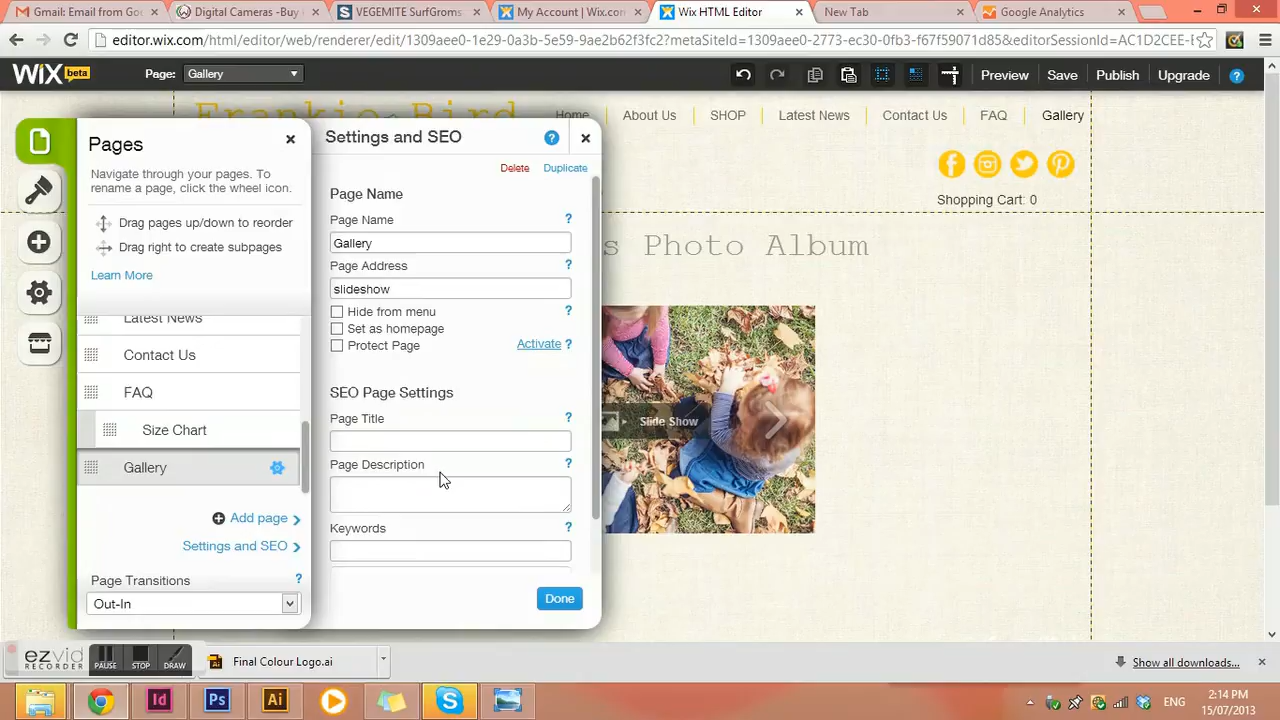 Gmail: Email from Goo
Digital Cameras -Buy
VEGEMITE SurfGroms
My Account | Wix.com
Wix HTML Editor
New Tab
Google Analytics
editor.wix.com/html/editor/web/renderer/edit/1309aee0-1e29-0a3b-5e59-9ae2b62f3fc2?metaSiteId=1309aee0-2773-ec30-0fb3-f67f59071d85&editorSessionId=AC1D2CEE-
WiX beta
Page: Gallery
Preview
Save
Publish
Upgrade
?
Frankie Bird
Home
About Us
SHOP
Latest News
Contact Us
FAQ
Gallery
Shopping Cart: 0
s Photo Album
Slide Show
Pages
Navigate through your pages. To
rename a page, click the wheel icon.
Drag pages up/down to reorder
Drag right to create subpages
Learn More
Latest News
Contact Us
FAQ
Size Chart
Gallery
Add page
Settings and SEO
Page Transitions ?
Out-In
Settings and SEO ?
Delete Duplicate
Page Name
Page Name ?
Gallery
Page Address ?
slideshow
Hide from menu ?
Set as homepage
Protect Page Activate ?
SEO Page Settings
Page Title ?
Page Description ?
Keywords ?
Done
ezvid
RECORDER
PAUSE
STOP
DRAW
Final Colour Logo.ai
Show all downloads...
Id
Ps
Ai
ENG
2:14 PM
15/07/2013